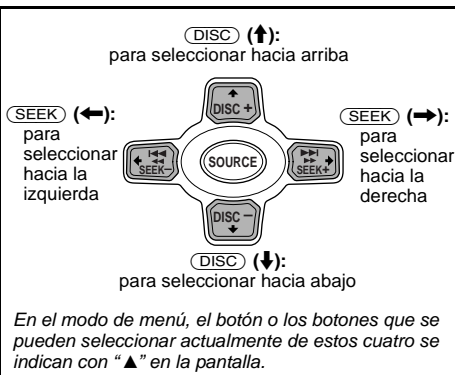 DISC (↑):
para seleccionar hacia arriba
DISC +
SEEK (←):
para
seleccionar
hacia la
izquierda
SEEK–
SOURCE
SEEK+
SEEK (→):
para
seleccionar
hacia la
derecha
DISC –
DISC (↓):
para seleccionar hacia abajo
En el modo de menú, el botón o los botones que se
pueden seleccionar actualmente de estos cuatro se
indican con “▲” en la pantalla.